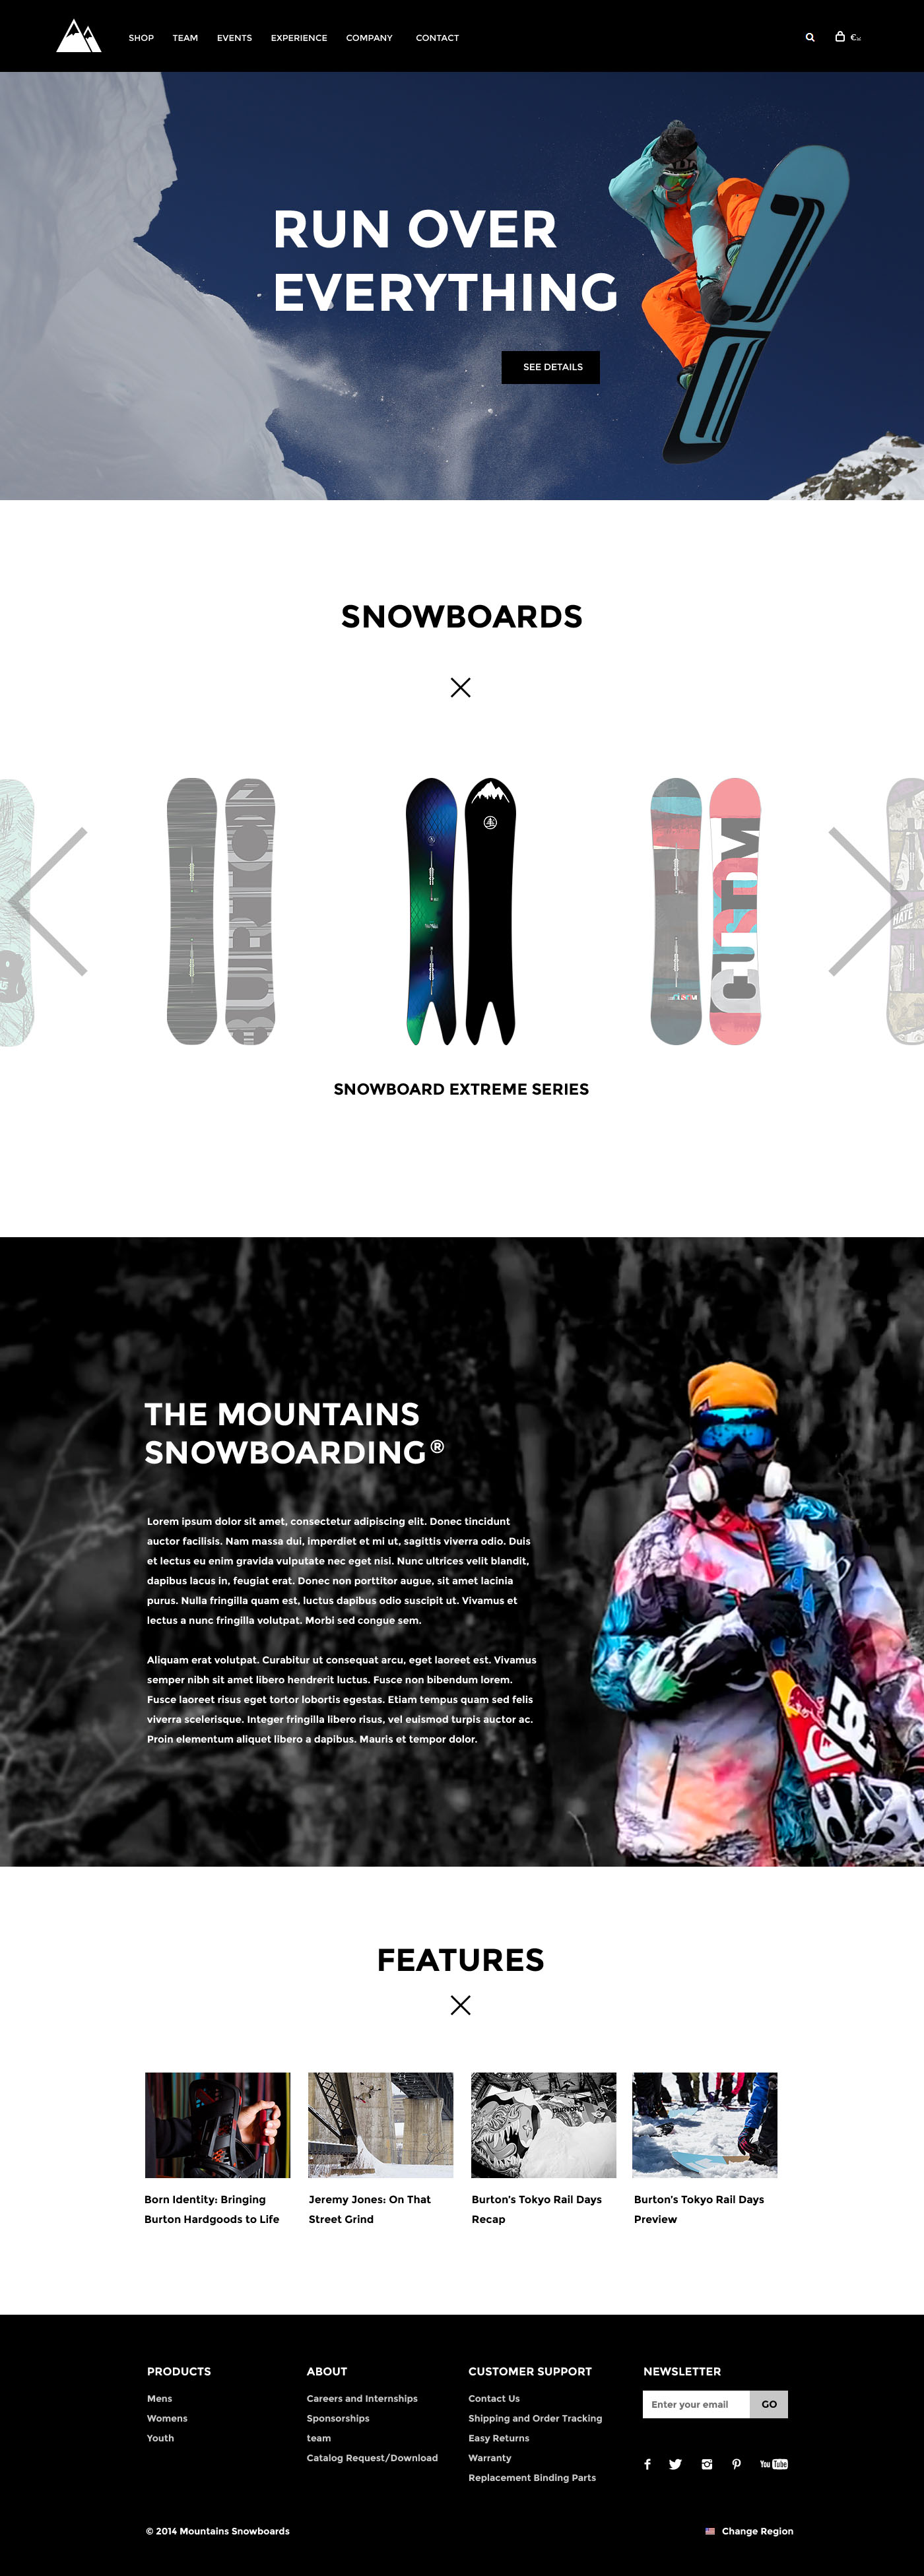 SHOP TEAM EVENTS EXPERIENCE COMPANY CONTACT
RUN OVER
EVERYTHING
SEE DETAILS
SNOWBOARDS
BURTON
CUSTOM
HATE
8
SNOWBOARD EXTREME SERIES
THE MOUNTAINS
SNOWBOARDING®
Lorem ipsum dolor sit amet, consectetur adipiscing elit. Donec tincidunt
auctor facilisis. Nam massa dui, imperdiet et mi ut, sagittis viverra odio. Duis
et lectus eu enim gravida vulputate nec eget nisi. Nunc ultrices velit blandit,
dapibus lacus in, feugiat erat. Donec non porttitor augue, sit amet lacinia
purus. Nulla fringilla quam est, luctus dapibus odio suscipit ut. Vivamus et
lectus a nunc fringilla volutpat. Morbi sed congue sem.
Aliquam erat volutpat. Curabitur ut consequat arcu, eget laoreet est. Vivamus
semper nibh sit amet libero hendrerit luctus. Fusce non bibendum lorem.
Fusce laoreet risus eget tortor lobortis egestas. Etiam tempus quam sed felis
viverra scelerisque. Integer fringilla libero risus, vel euismod turpis auctor ac.
Proin elementum aliquet libero a dapibus. Mauris et tempor dolor.
FEATURES
BURTON
Born Identity: Bringing
Burton Hardgoods to Life
Jeremy Jones: On That
Street Grind
Burton's Tokyo Rail Days
Recap
Burton's Tokyo Rail Days
Preview
PRODUCTS
Mens
Womens
Youth
ABOUT
Careers and Internships
Sponsorships
team
Catalog Request/Download
CUSTOMER SUPPORT
Contact Us
Shipping and Order Tracking
Easy Returns
Warranty
Replacement Binding Parts
NEWSLETTER
Enter your email GO
You Tube
© 2014 Mountains Snowboards
Change Region